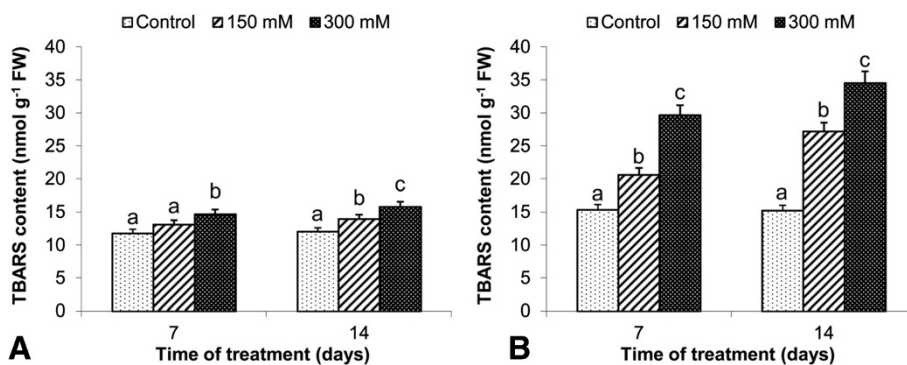 Control 150 mM 300 mM
TBARS content (nmol g⁻¹ FW)
40
35
30
25
20
15
10
5
0
a a b
a b c
7 14
Time of treatment (days)
A
Control 150 mM 300 mM
TBARS content (nmol g⁻¹ FW)
40
35
30
25
20
15
10
5
0
a b c
a b c
7 14
Time of treatment (days)
B